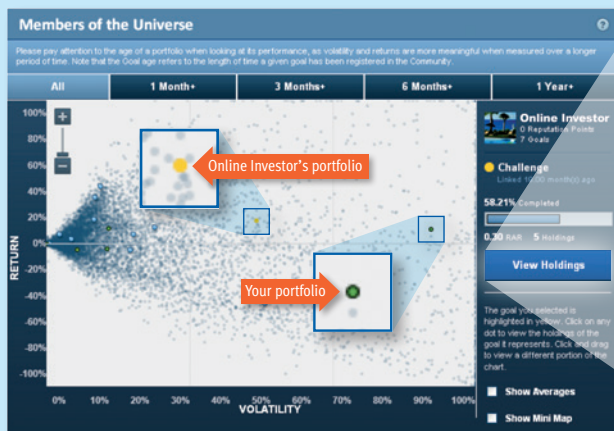 Members of the Universe
Please pay attention to the age of a portfolio when looking at its performance, as volatility and returns are more meaningful when measured over a longer
period of time. Note that the Goal age refers to the length of time a given goal has been registered in the Community.
All
1 Month+
3 Months+
6 Months+
1 Year+
100%
80%
60%
40%
20%
0%
-20%
-40%
-60%
-80%
-100%
RETURN
Online Investor's portfolio
Your portfolio
0%
10%
20%
30%
40%
50%
60%
70%
80%
90%
100%
VOLATILITY
Online Investor
0 Reputation Points
7 Goals
Challenge
Linked month(s) ago
58.21% Completed
0.30 RAR 5 Holdings
View Holdings
The goal you selected is
highlighted in yellow. Click on any
dot to view the holdings of the
goal it represents. Click and drag
to view a different portion of the
chart.
Show Averages
Show Mini Map